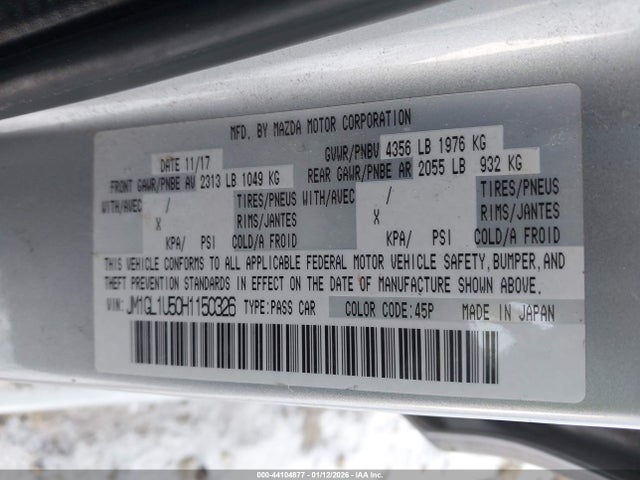 MFD. BY MAZDA MOTOR CORPORATION
DATE 11/17 GVWR/PNBV 4356 LB 1976 KG
FRONT GAWR/PNBE AV 2313 LB 1049 KG REAR GAWR/PNBE AR 2055 LB 932 KG
WITH/AVEC / TIRES/PNEUS WITH/AVEC / TIRES/PNEUS
X RIMS/JANTES X RIMS/JANTES
KPA/ PSI COLD/A FROID KPA/ PSI COLD/A FROID
THIS VEHICLE CONFORMS TO ALL APPLICABLE FEDERAL MOTOR VEHICLE SAFETY, BUMPER, AND
THEFT PREVENTION STANDARDS IN EFFECT ON THE DATE OF MANUFACTURE SHOWN ABOVE.
VIN: JM1GL1U50H1150326 TYPE:PASS CAR COLOR CODE:45P MADE IN JAPAN
000-44104877 - 01/12/2026 - IAAI Inc.